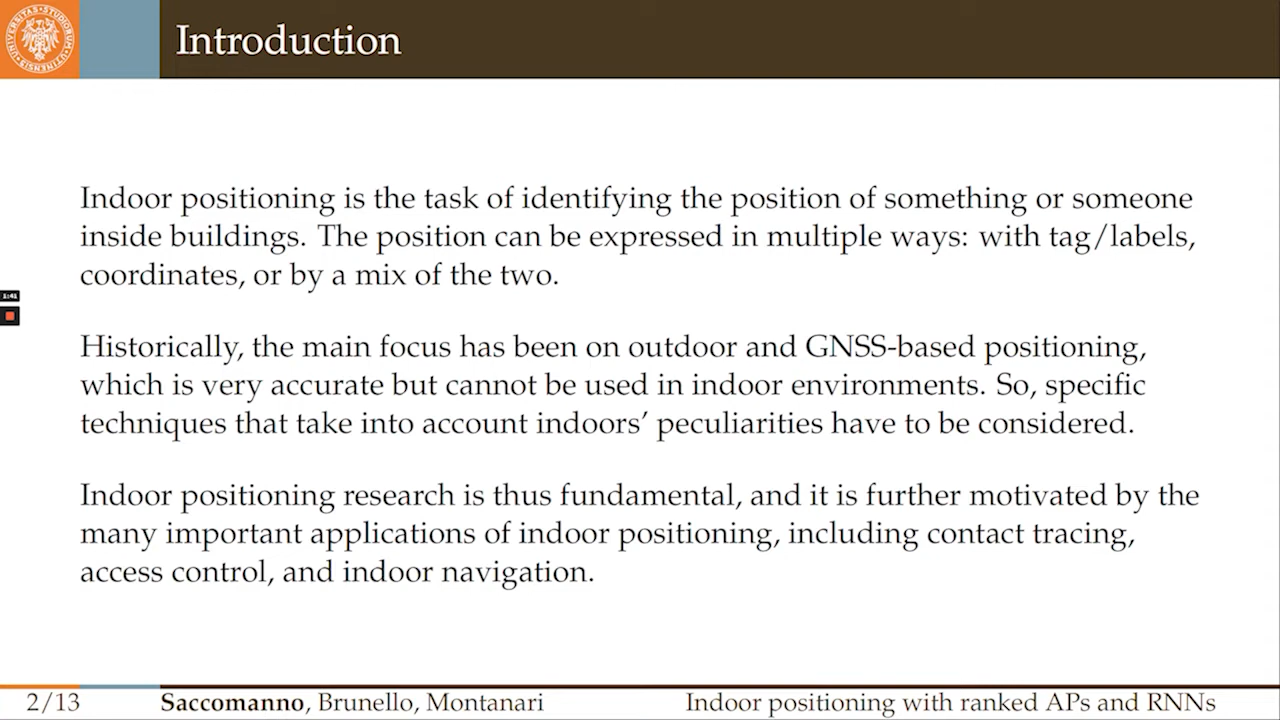 UNIVERSITAS STUDIORUM UTINENSIS
Introduction
Indoor positioning is the task of identifying the position of something or someone
inside buildings. The position can be expressed in multiple ways: with tag/labels,
coordinates, or by a mix of the two.
1:41
Historically, the main focus has been on outdoor and GNSS-based positioning,
which is very accurate but cannot be used in indoor environments. So, specific
techniques that take into account indoors’ peculiarities have to be considered.
Indoor positioning research is thus fundamental, and it is further motivated by the
many important applications of indoor positioning, including contact tracing,
access control, and indoor navigation.
2/13
Saccomanno, Brunello, Montanari
Indoor positioning with ranked APs and RNNs